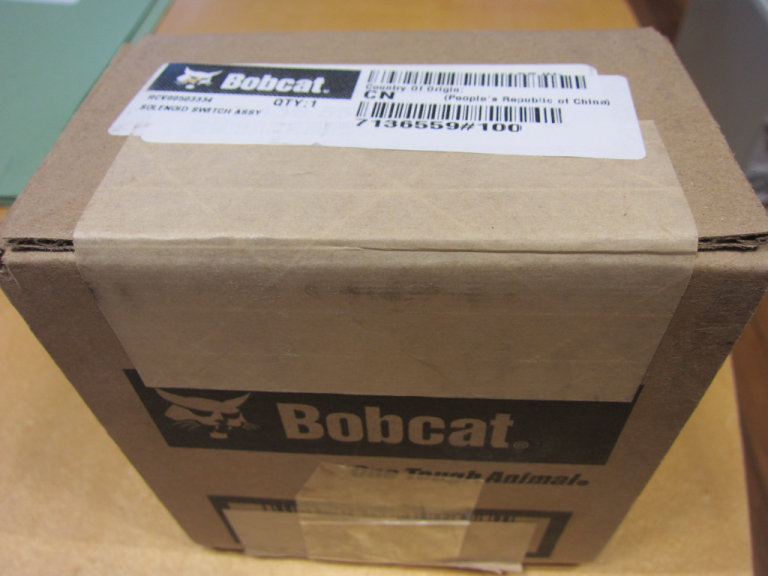 Bobcat.
QTY:1
SOLENOID SWITCH ASSY
Country Of Origin:
CN (People's Republic of China)
7136559#100
Bobcat®
One Tough Animal®